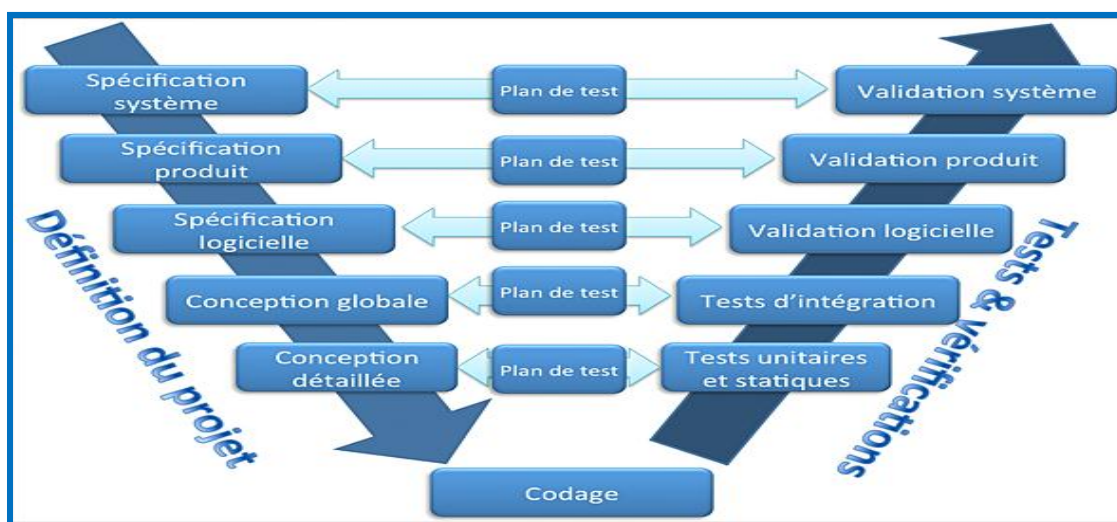 Spécification
système
Plan de test
Validation système
Spécification
produit
Plan de test
Validation produit
Spécification
logicielle
Plan de test
Validation logicielle
Conception globale
Plan de test
Tests d'intégration
Conception
détaillée
Plan de test
Tests unitaires
et statiques
Codage
Définition du projet
Tests & vérifications